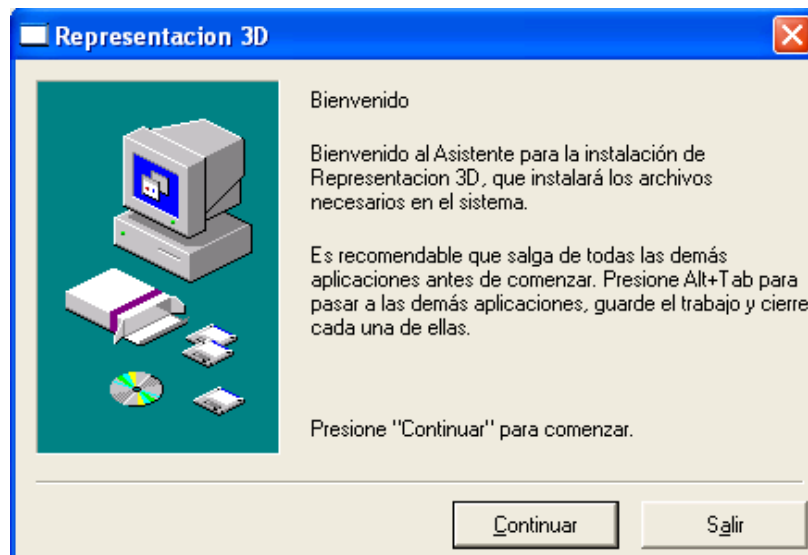 Representacion 3D
Bienvenido
Bienvenido al Asistente para la instalación de
Representacion 3D, que instalará los archivos
necesarios en el sistema.
Es recomendable que salga de todas las demás
aplicaciones antes de comenzar. Presione Alt+Tab para
pasar a las demás aplicaciones, guarde el trabajo y cierre
cada una de ellas.
Presione "Continuar" para comenzar.
Continuar
Salir